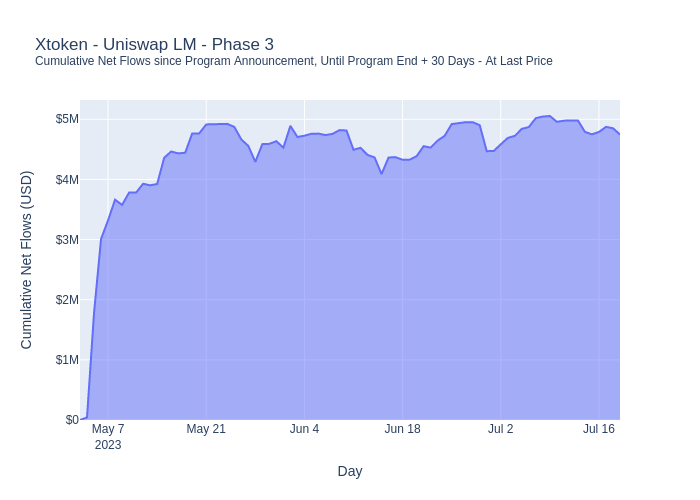 Xtoken - Uniswap LM - Phase 3
Cumulative Net Flows since Program Announcement, Until Program End + 30 Days - At Last Price
Cumulative Net Flows (USD)
$5M
$4M
$3M
$2M
$1M
$0
May 7
2023
May 21
Jun 4
Jun 18
Jul 2
Jul 16
Day